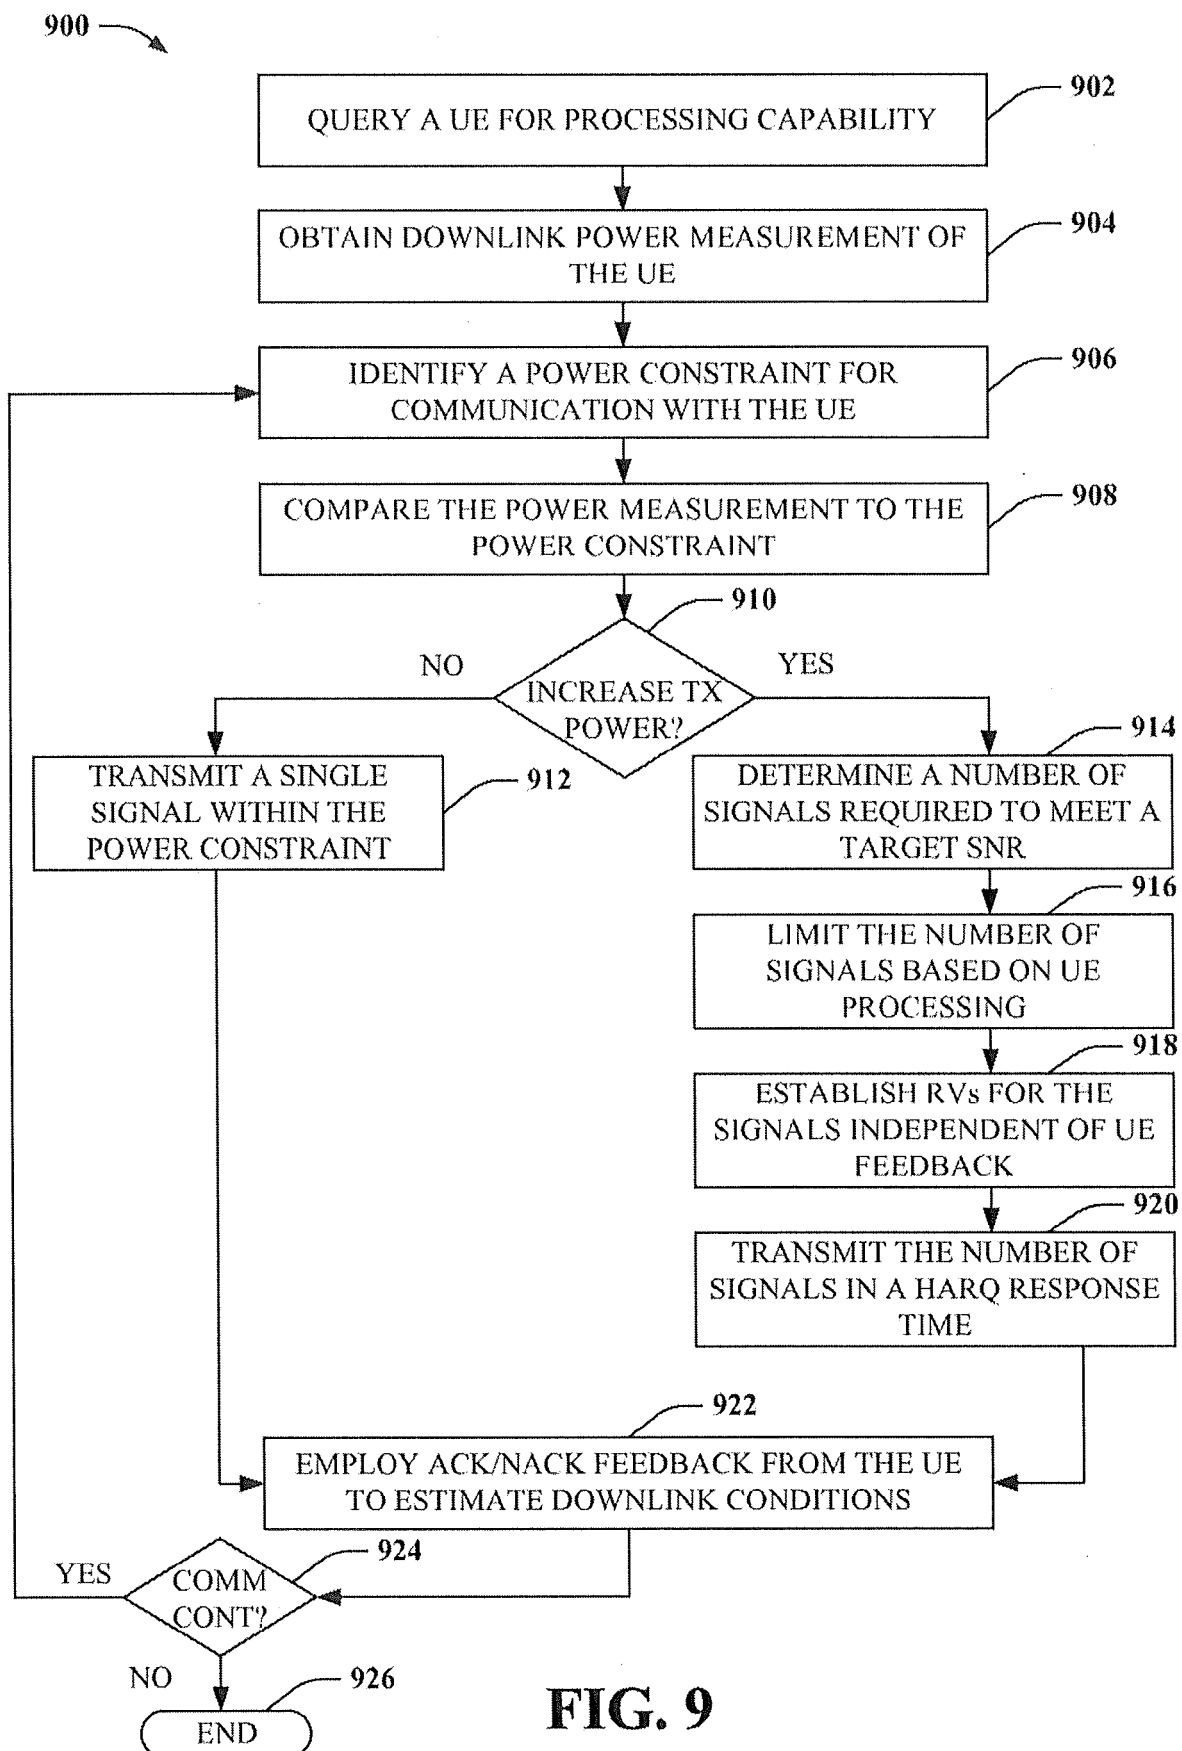 900
902
QUERY A UE FOR PROCESSING CAPABILITY
904
OBTAIN DOWNLINK POWER MEASUREMENT OF
THE UE
906
IDENTIFY A POWER CONSTRAINT FOR
COMMUNICATION WITH THE UE
908
COMPARE THE POWER MEASUREMENT TO THE
POWER CONSTRAINT
910
NO
YES
INCREASE TX
POWER?
912
TRANSMIT A SINGLE
SIGNAL WITHIN THE
POWER CONSTRAINT
914
DETERMINE A NUMBER OF
SIGNALS REQUIRED TO MEET A
TARGET SNR
916
LIMIT THE NUMBER OF
SIGNALS BASED ON UE
PROCESSING
918
ESTABLISH RVs FOR THE
SIGNALS INDEPENDENT OF UE
FEEDBACK
920
TRANSMIT THE NUMBER OF
SIGNALS IN A HARQ RESPONSE
TIME
922
EMPLOY ACK/NACK FEEDBACK FROM THE UE
TO ESTIMATE DOWNLINK CONDITIONS
924
YES
COMM
CONT?
NO
926
END
FIG. 9